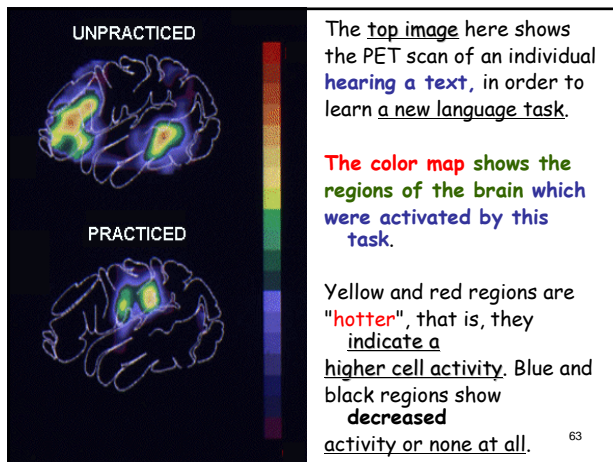 UNPRACTICED
PRACTICED
The top image here shows
the PET scan of an individual
hearing a text, in order to
learn a new language task.
The color map shows the
regions of the brain which
were activated by this
task.
Yellow and red regions are
"hotter", that is, they
indicate a
higher cell activity. Blue and
black regions show
decreased
activity or none at all.
63